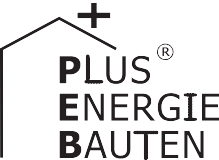 +
PLUS®
ENERGIE
BAUTEN